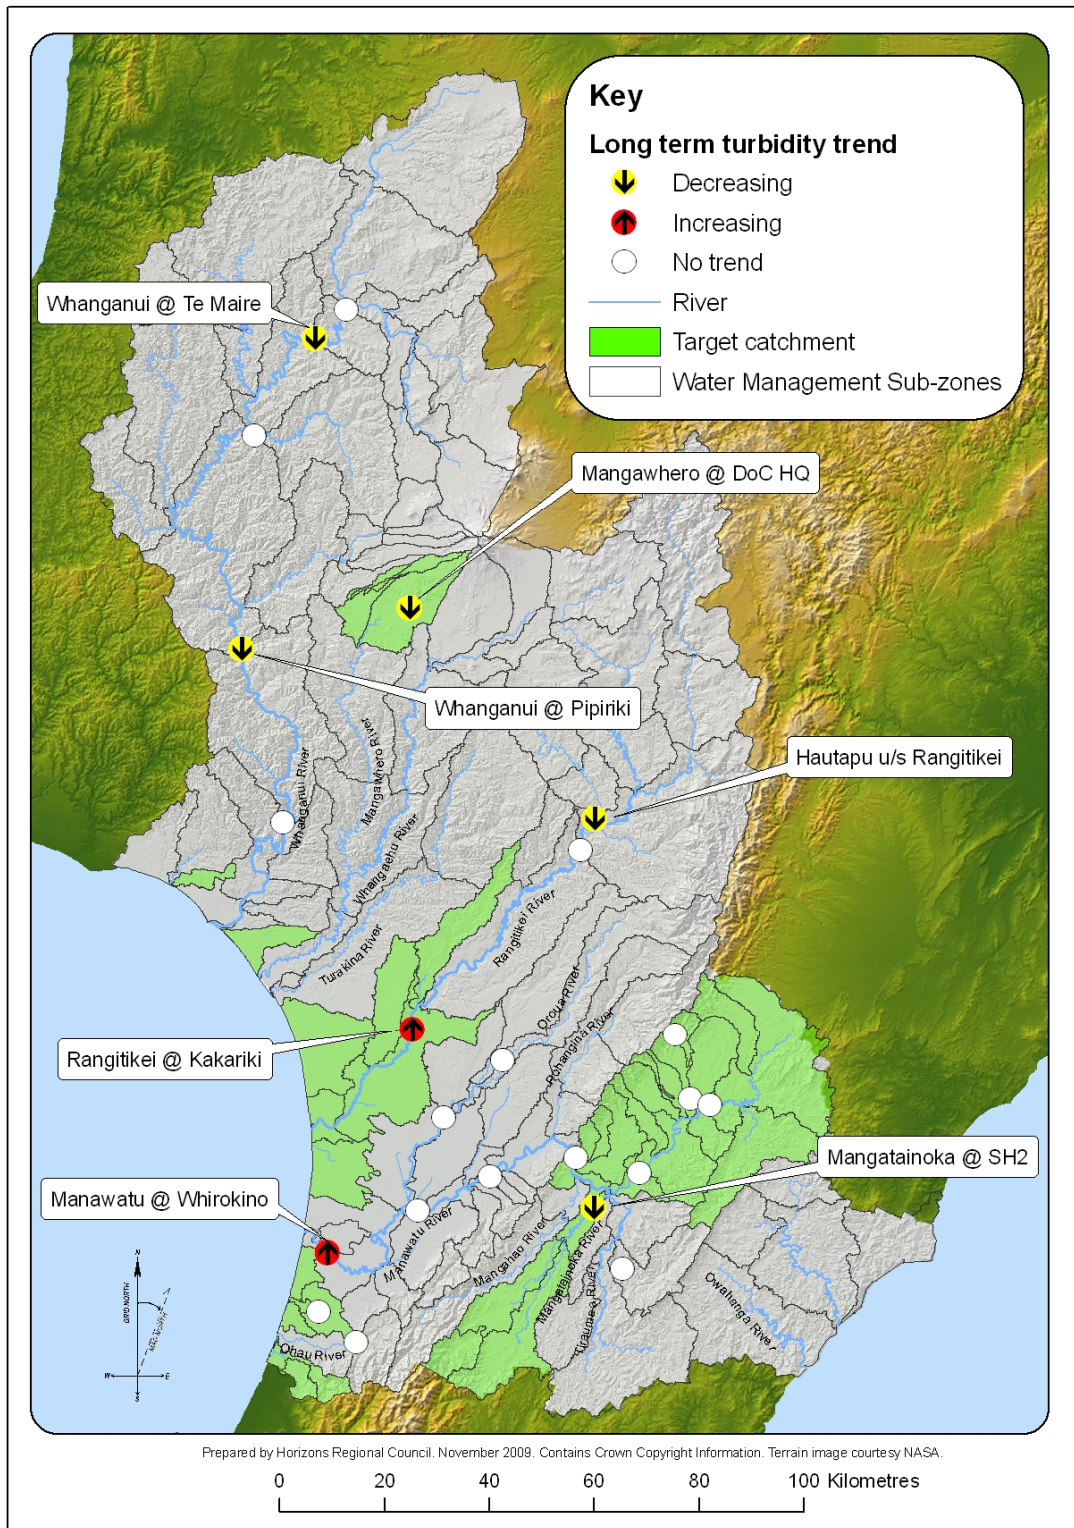 Key
Long term turbidity trend
Decreasing
Increasing
No trend
River
Target catchment
Water Management Sub-zones
Whanganui @ Te Maire
Mangawhero @ DoC HQ
Whanganui @ Pipiriki
Hautapu u/s Rangitikei
Whanganui River
Mangawhero River
Whangaehu River
Turakina River
Rangitikei River
Oroua River
Pohangina River
Rangitikei @ Kakariki
Mangatainoka @ SH2
Manawatu @ Whirokino
Manawatu River
Mangahao River
Mangatainoka River
Tiraumea River
Owahanga River
Ohau River
N
GRID NORTH
W
E
S
Prepared by Horizons Regional Council. November 2009. Contains Crown Copyright Information. Terrain image courtesy NASA.
0 20 40 60 80 100 Kilometres